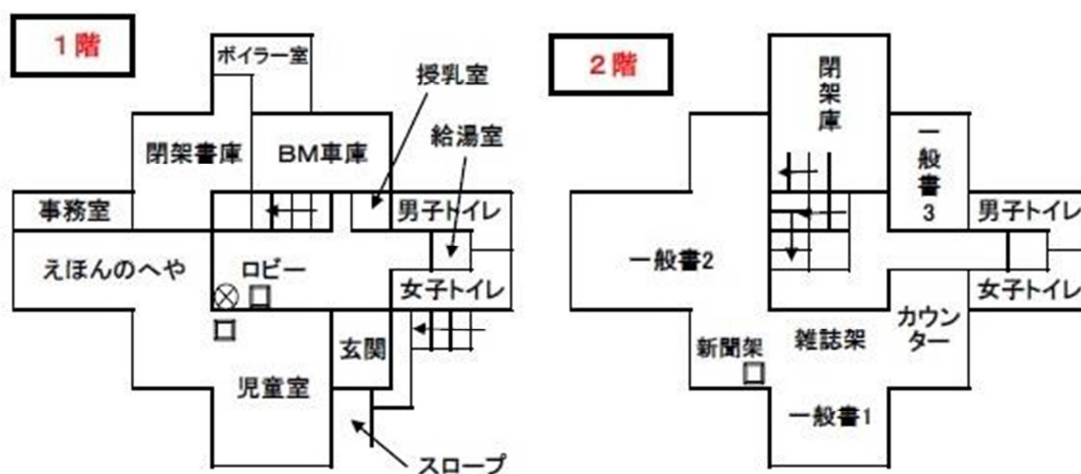 1階
ボイラー室
授乳室
給湯室
閉架書庫
BM車庫
事務室
男子トイレ
えほんのへや
ロビー
女子トイレ
玄関
児童室
スロープ
2階
閉架庫
一般書3
男子トイレ
一般書2
女子トイレ
カウン
ター
新聞架
雑誌架
一般書1